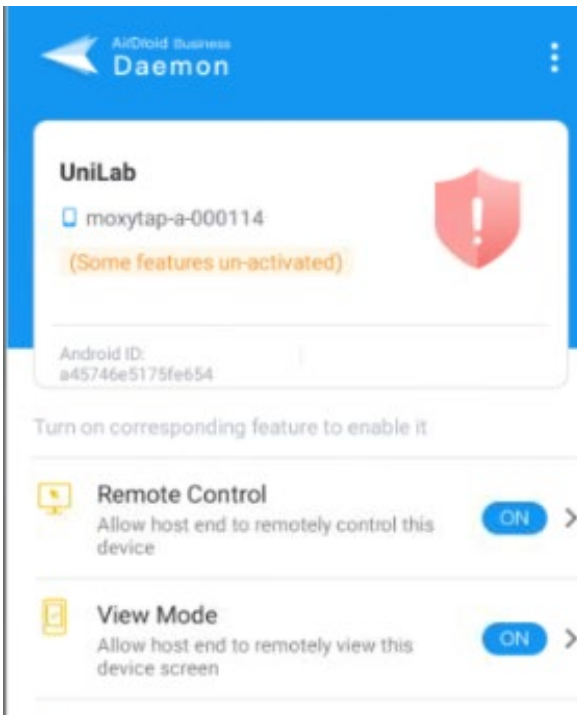 AirDroid Business
Daemon
UniLab
moxytap-a-000114
(Some features un-activated)
Android ID:
a45746e5175fe654
Turn on corresponding feature to enable it
Remote Control
Allow host end to remotely control this
device
ON
View Mode
Allow host end to remotely view this
device screen
ON